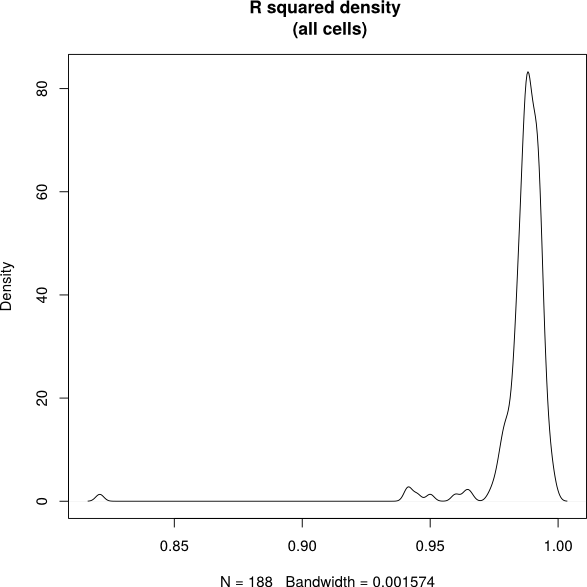 R squared density
(all cells)
Density
80
60
40
20
0
0.85 0.90 0.95 1.00
N = 188 Bandwidth = 0.001574